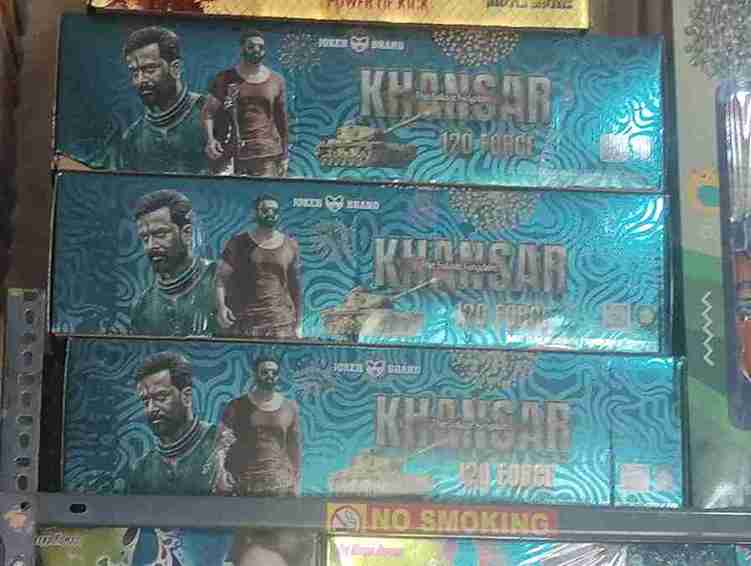 POWER OF KICK
JOKER BRAND
KHANSAR
120 FORCE
JOKER BRAND
KHANSAR
120 FORCE
JOKER BRAND
KHANSAR
120 FORCE
NO SMOKING